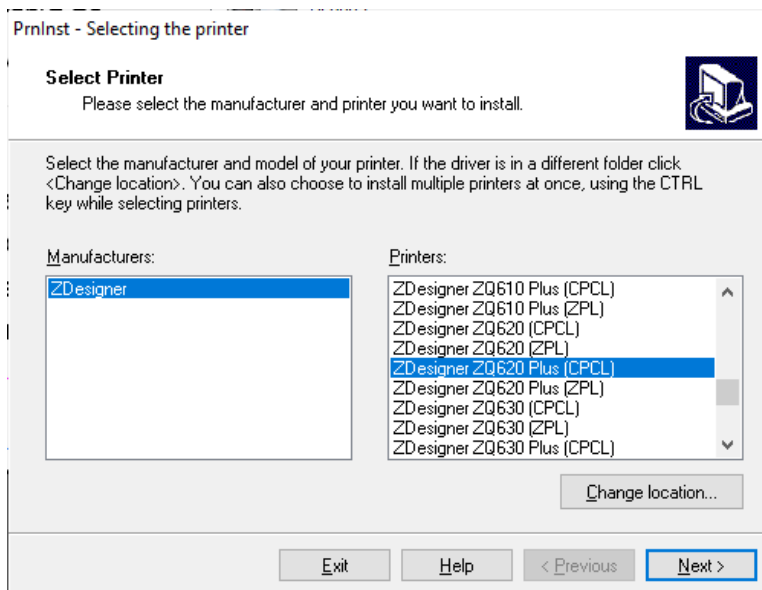 PrnInst - Selecting the printer
Select Printer
Please select the manufacturer and printer you want to install.
Select the manufacturer and model of your printer. If the driver is in a different folder click
<Change location>. You can also choose to install multiple printers at once, using the CTRL
key while selecting printers.
Manufacturers:
ZDesigner
Printers:
ZDesigner ZQ610 Plus (CPCL)
ZDesigner ZQ610 Plus (ZPL)
ZDesigner ZQ620 (CPCL)
ZDesigner ZQ620 (ZPL)
ZDesigner ZQ620 Plus (CPCL)
ZDesigner ZQ620 Plus (ZPL)
ZDesigner ZQ630 (CPCL)
ZDesigner ZQ630 (ZPL)
ZDesigner ZQ630 Plus (CPCL)
Change location...
Exit
Help
< Previous
Next >